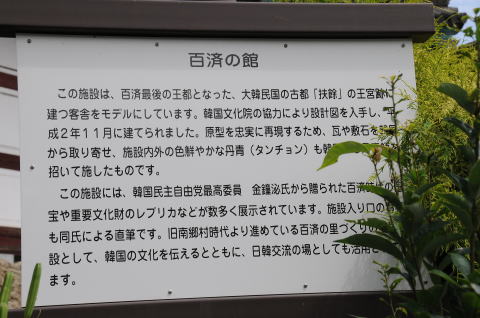 百済の館
この施設は、百済最後の王都となった、大韓民国の古都「扶餘」の王宮跡に
建つ客舎をモデルにしています。韓国文化院の協力により設計図を入手し、平
成2年11月に建てられました。原型を忠実に再現するため、瓦や敷石を
から取り寄せ、施設内外の色鮮やかな丹青（タンチョン）も韓
招いて施したものです。
この施設には、韓国民主自由党最高委員 金鐘泌氏から贈られた百済
宝や重要文化財のレプリカなどが数多く展示されています。施設入り口の
も同氏による直筆です。旧南郷村時代より進めている百済の里づくりの
設として、韓国の文化を伝えるとともに、日韓交流の場としても活用
ます。